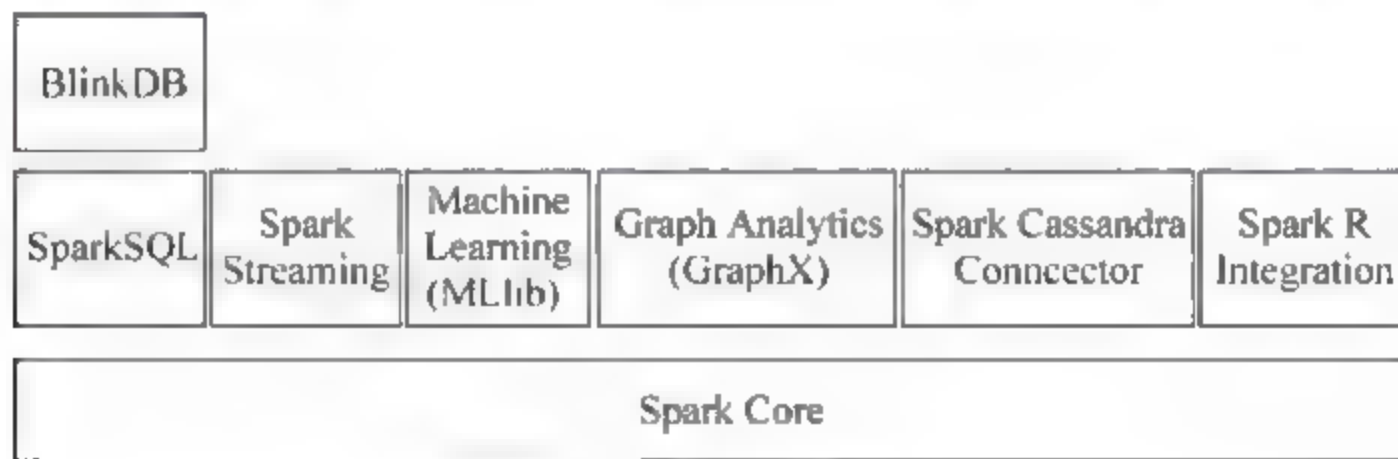 BlinkDB
SparkSQL
Spark
Streaming
Machine
Learning
(MLlib)
Graph Analytics
(GraphX)
Spark Cassandra
Conncector
Spark R
Integration
Spark Core